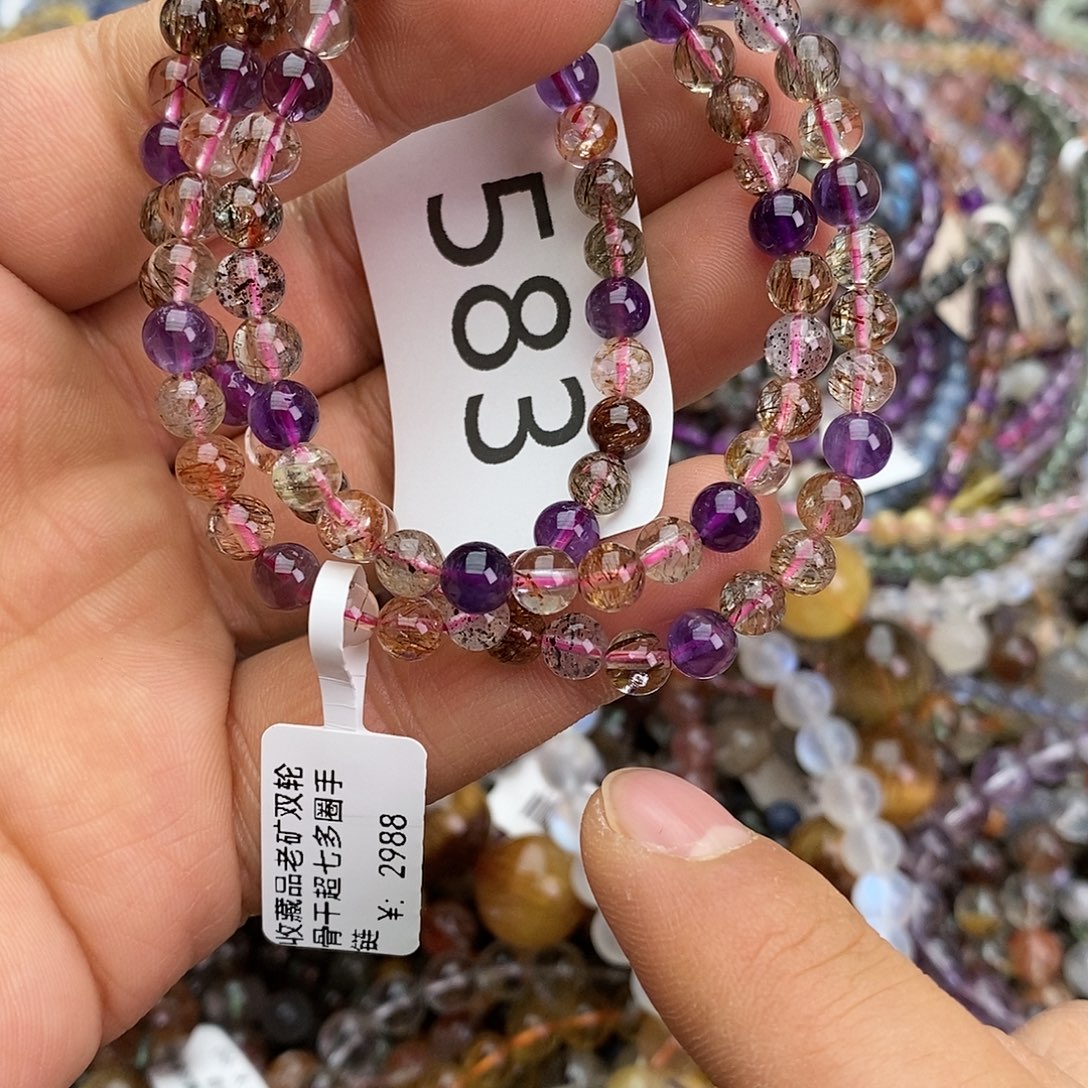 583
收藏品老矿双轮
骨干超七多圈手
链
¥: 2988